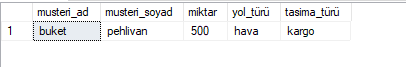 musteri_ad musteri_soyad miktar yol_türü tasima_türü
1 buket pehlivan 500 hava kargo